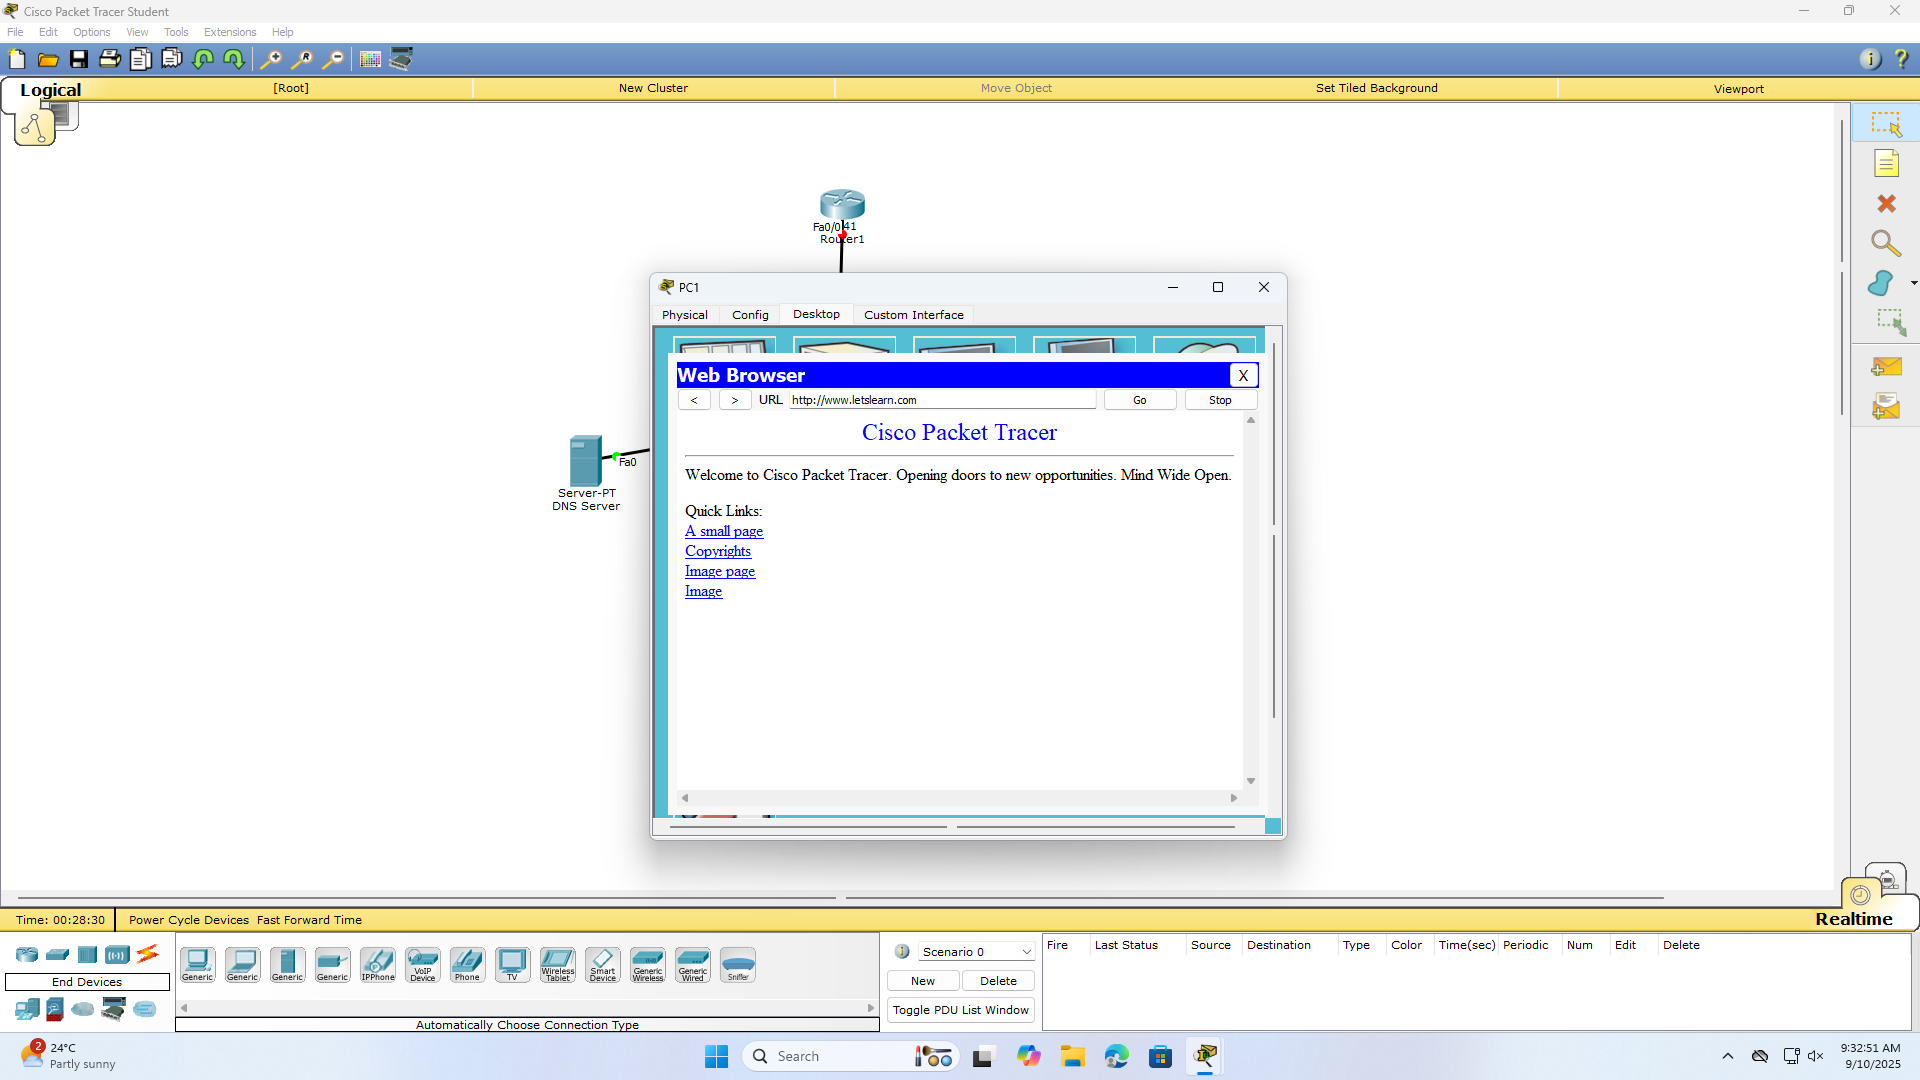 Cisco Packet Tracer Student
File Edit Options View Tools Extensions Help
Logical [Root] New Cluster Move Object Set Tiled Background Viewport
Fa0/0
41
Router1
PC1
Physical Config Desktop Custom Interface
Web Browser X
< > URL http://www.letslearn.com Go Stop
Cisco Packet Tracer
Welcome to Cisco Packet Tracer. Opening doors to new opportunities. Mind Wide Open.
Quick Links:
A small page
Copyrights
Image page
Image
Fa0
Server-PT
DNS Server
Time: 00:28:30 Power Cycle Devices Fast Forward Time Realtime
End Devices
Generic Generic Generic Generic IPPhone VoIP Device Phone TV Wireless Tablet Smart Device Generic Wireless Generic Wired Sniffer
Automatically Choose Connection Type
Scenario 0
New Delete
Toggle PDU List Window
Fire Last Status Source Destination Type Color Time(sec) Periodic Num Edit Delete
2
24°C
Partly sunny
Search
9:32:51 AM
9/10/2025